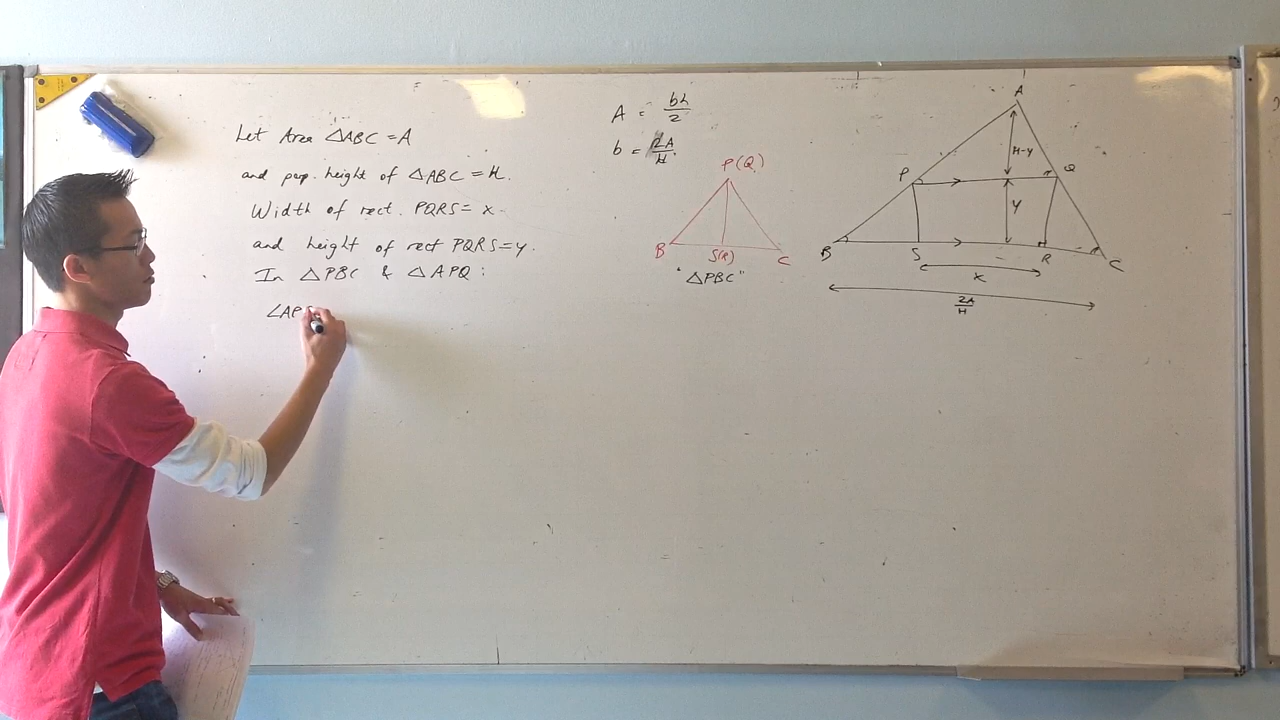 Let Area △ABC = A
and perp. height of △ABC = H.
Width of rect. PQRS = x
and height of rect PQRS = y.
In △PBC & △APQ:
∠AP
A = bh/2
b = 2A/H
P(Q)
B
S(R)
C
"△PBC"
A
H-y
P
Q
y
B
S
R
C
x
2A/H